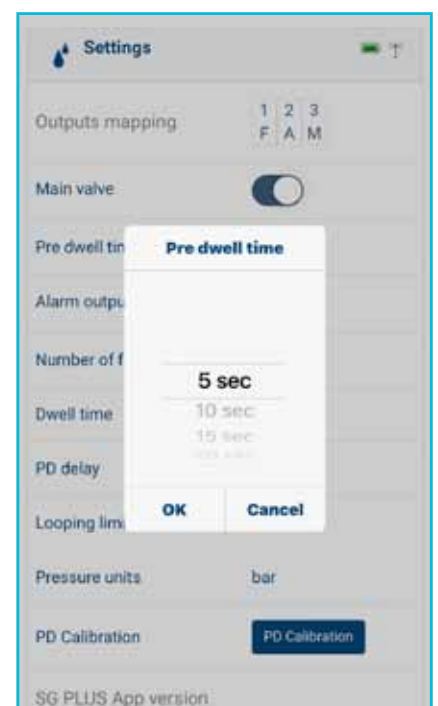 Settings
Outputs mapping
1 2 3
F A M
Main valve
Pre dwell tin
Pre dwell time
Alarm outpu
Number of f
5 sec
Dwell time
10 sec
15 sec
PD delay
OK Cancel
Looping lim
Pressure units bar
PD Calibration PD Calibration
SG PLUS App version